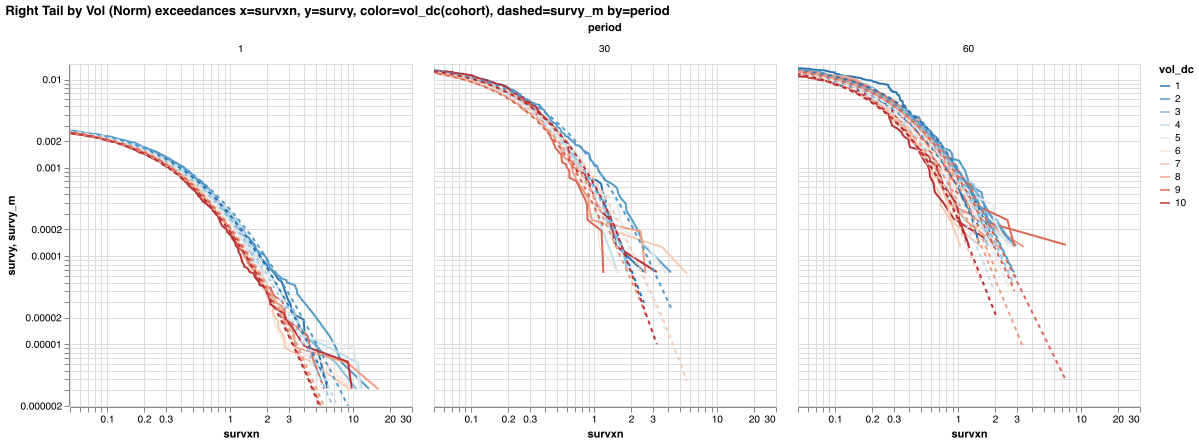 Right Tail by Vol (Norm) exceedances x=survxn, y=survy, color=vol_dc(cohort), dashed=survy_m by=period
period
1 30 60
survy, survy_m
0.01
0.002
0.001
0.0002
0.0001
0.00002
0.00001
0.000002
0.1 0.2 0.3 1 2 3 10 20 30
survxn
0.1 0.2 0.3 1 2 3 10 20 30
survxn
0.1 0.2 0.3 1 2 3 10 20 30
survxn
vol_dc
1
2
3
4
5
6
7
8
9
10